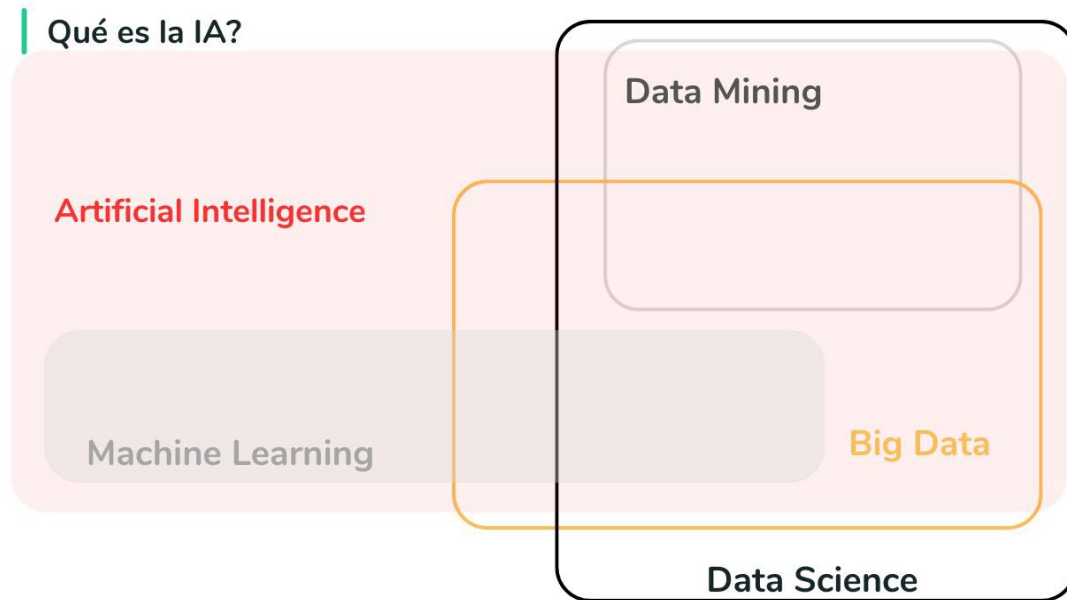 Qué es la IA?
Data Mining
Artificial Intelligence
Machine Learning
Big Data
Data Science